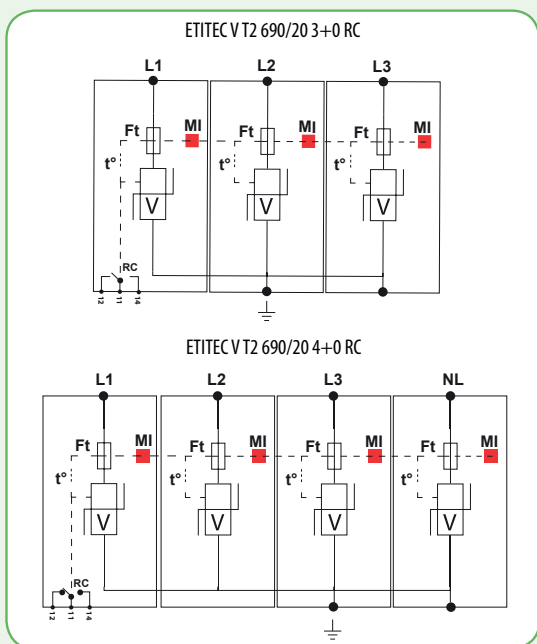 ETITEC V T2 690/20 3+0 RC
L1 L2 L3
Ft MI Ft MI Ft MI
t° t° t°
V V V
RC
12 11 14
ETITEC V T2 690/20 4+0 RC
L1 L2 L3 NL
Ft MI Ft MI Ft MI Ft MI
t° t° t° t°
V V V V
RC
12 11 14